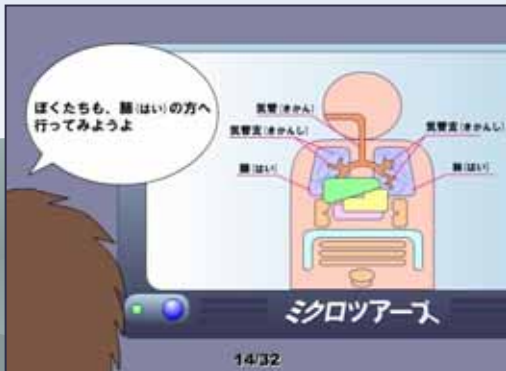 ぼくたちも、肺(はい)の方へ
行ってみようよ
気管(きかん)
気管支(きかんし)
気管支(きかんし)
肺(はい)
肺(はい)
ミクロツアーズ
14/32